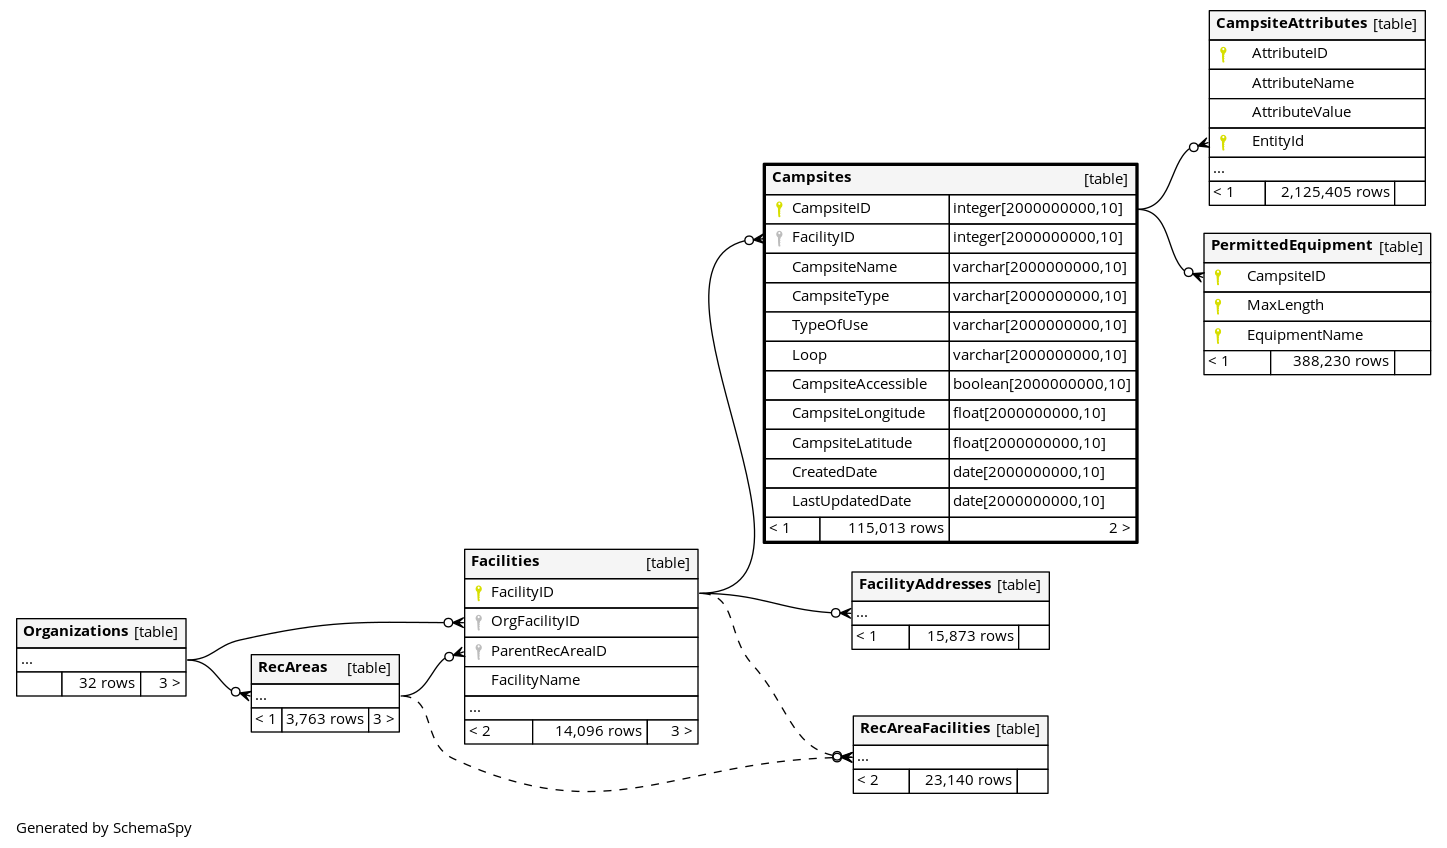 CampsiteAttributes [table]
AttributeID
AttributeName
AttributeValue
EntityId
...
< 1 2,125,405 rows
Campsites [table]
CampsiteID integer[2000000000,10]
FacilityID integer[2000000000,10]
CampsiteName varchar[2000000000,10]
CampsiteType varchar[2000000000,10]
TypeOfUse varchar[2000000000,10]
Loop varchar[2000000000,10]
CampsiteAccessible boolean[2000000000,10]
CampsiteLongitude float[2000000000,10]
CampsiteLatitude float[2000000000,10]
CreatedDate date[2000000000,10]
LastUpdatedDate date[2000000000,10]
< 1 115,013 rows 2 >
PermittedEquipment [table]
CampsiteID
MaxLength
EquipmentName
< 1 388,230 rows
Facilities [table]
FacilityID
OrgFacilityID
ParentRecAreaID
FacilityName
...
< 2 14,096 rows 3 >
FacilityAddresses [table]
...
< 1 15,873 rows
Organizations [table]
...
32 rows 3 >
RecAreas [table]
...
< 1 3,763 rows 3 >
RecAreaFacilities [table]
...
< 2 23,140 rows
Generated by SchemaSpy